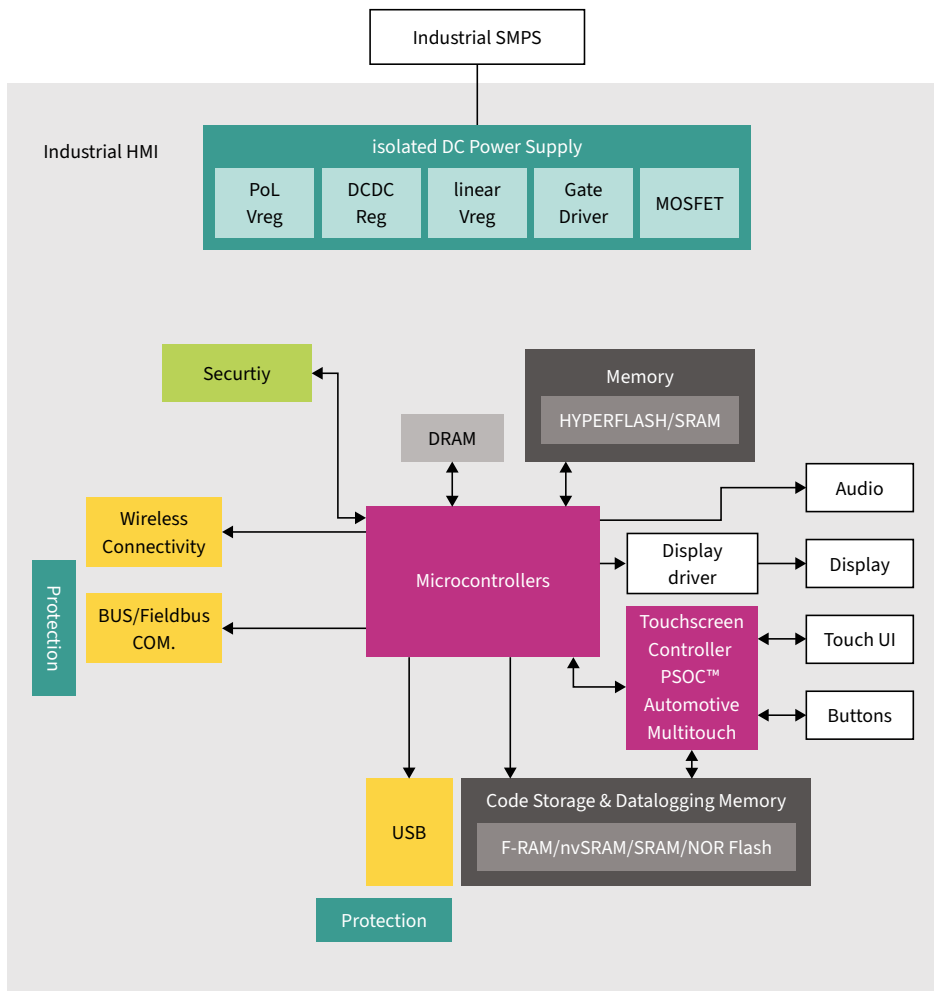 Industrial SMPS
Industrial HMI
isolated DC Power Supply
PoL
Vreg
DCDC
Reg
linear
Vreg
Gate
Driver
MOSFET
Securtiy
Memory
HYPERFLASH/SRAM
DRAM
Audio
Wireless
Connectivity
Microcontrollers
Display
driver
Display
Protection
BUS/Fieldbus
COM.
Touchscreen
Controller
PSOC™
Automotive
Multitouch
Touch UI
Buttons
USB
Code Storage & Datalogging Memory
F-RAM/nvSRAM/SRAM/NOR Flash
Protection